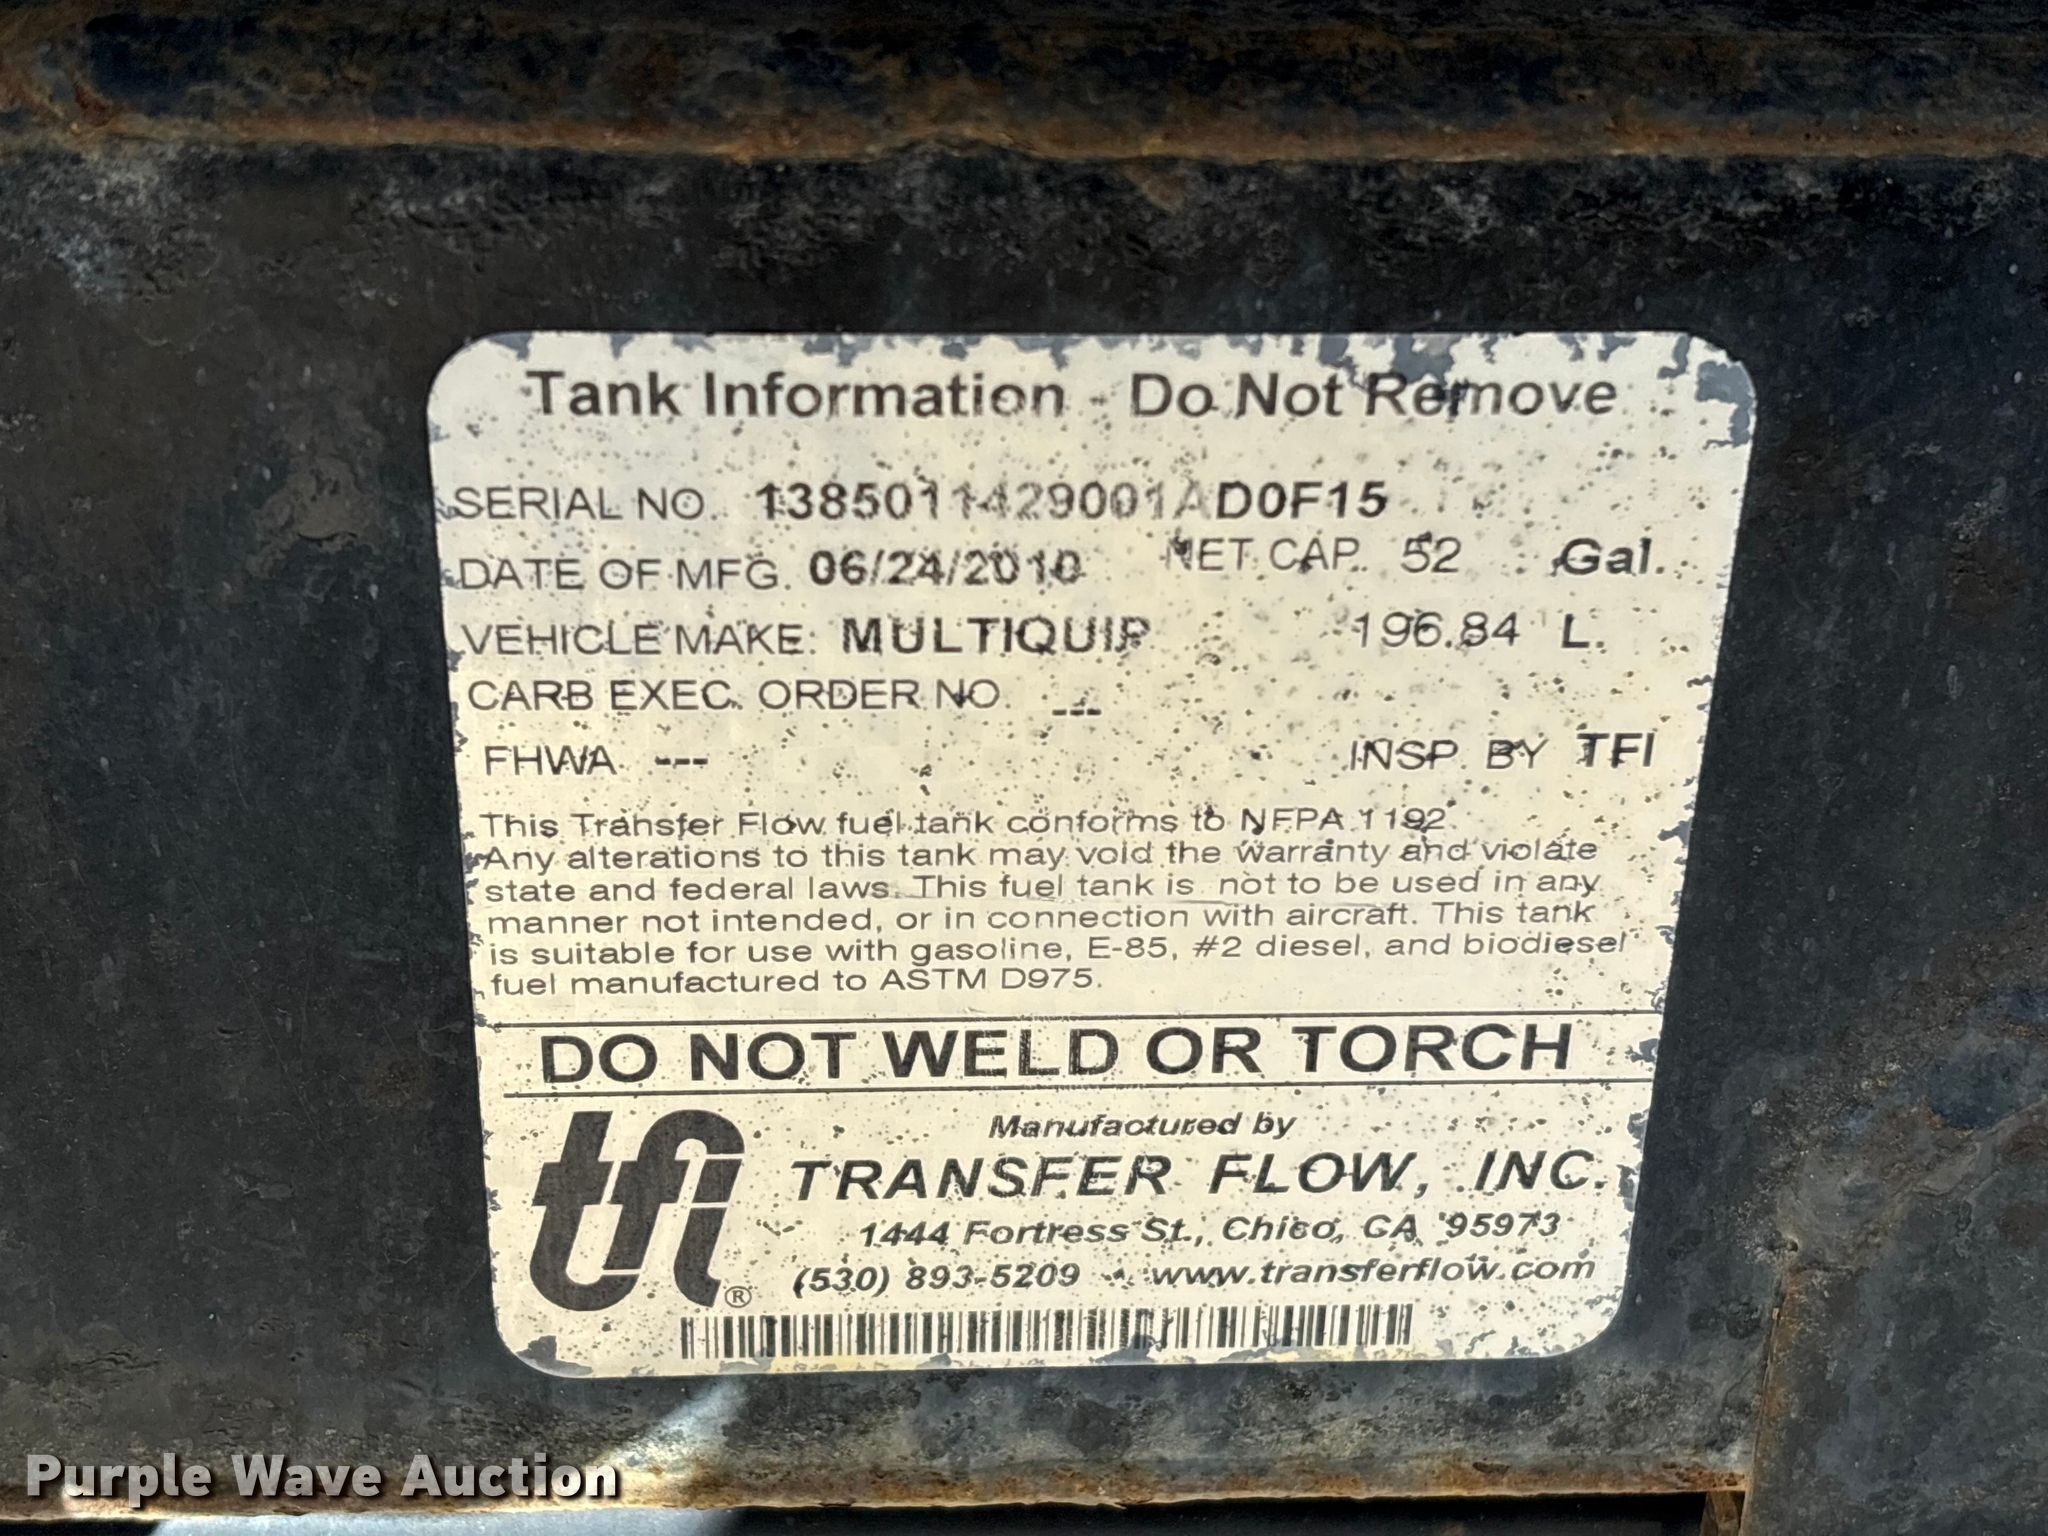 Tank Information - Do Not Remove
SERIAL NO. 1385011429001AD0F15
DATE OF MFG. 06/24/2010 NET CAP. 52 Gal.
VEHICLE MAKE: MULTIQUIP 196.84 L.
CARB EXEC. ORDER NO. ---
FHWA --- INSP. BY TFI
This Transfer Flow fuel tank conforms to NFPA 1192.
Any alterations to this tank may void the warranty and violate
state and federal laws. This fuel tank is not to be used in any
manner not intended, or in connection with aircraft. This tank
is suitable for use with gasoline, E-85, #2 diesel, and biodiesel
fuel manufactured to ASTM D975.
DO NOT WELD OR TORCH
tfi®
Manufactured by
TRANSFER FLOW, INC.
1444 Fortress St., Chico, CA 95973
(530) 893-5209 • www.transferflow.com
Purple Wave Auction